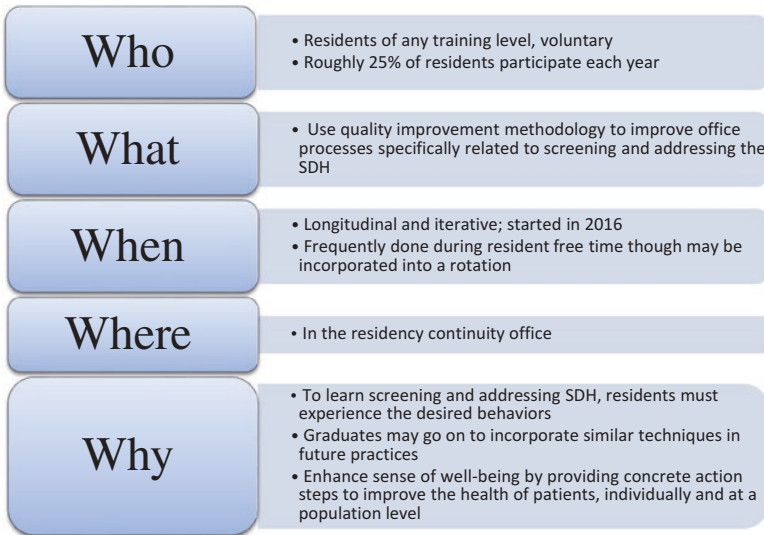 Who
• Residents of any training level, voluntary
• Roughly 25% of residents participate each year
What
• Use quality improvement methodology to improve office
processes specifically related to screening and addressing the
SDH
When
• Longitudinal and iterative; started in 2016
• Frequently done during resident free time though may be
incorporated into a rotation
Where
• In the residency continuity office
Why
• To learn screening and addressing SDH, residents must
experience the desired behaviors
• Graduates may go on to incorporate similar techniques in
future practices
• Enhance sense of well-being by providing concrete action
steps to improve the health of patients, individually and at a
population level